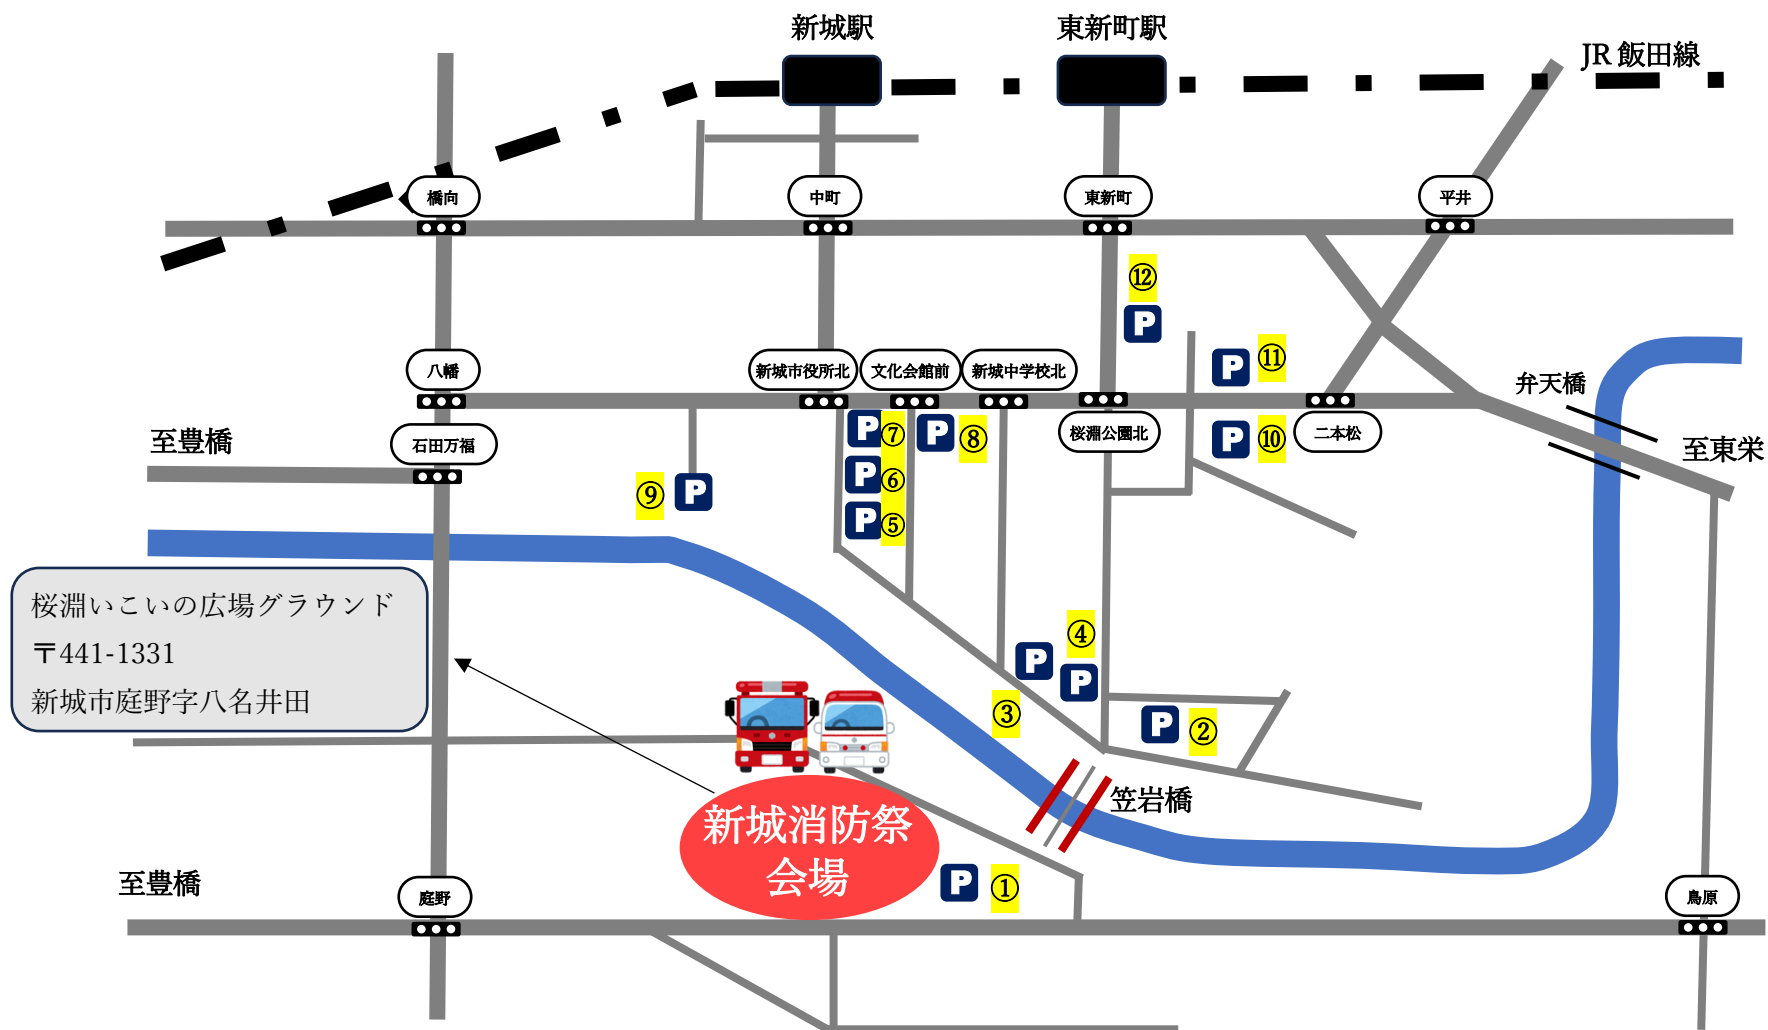 新城駅
東新町駅
JR 飯田線
橋向
中町
東新町
平井
⑫
P
八幡
新城市役所北
文化会館前
新城中学校北
P
⑪
弁天橋
至豊橋
石田万福
P
⑦
P
⑧
桜淵公園北
P
⑩
二本松
至東栄
⑨
P
P
⑥
P
⑤
桜淵いこいの広場グラウンド
〒441-1331
新城市庭野字八名井田
④
P
P
③
P
②
笠岩橋
新城消防祭
会場
至豊橋
庭野
P
①
鳥原